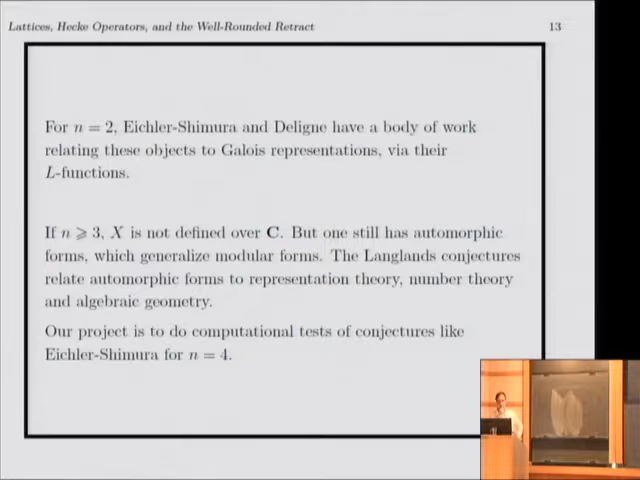 Lattices, Hecke Operators, and the Well-Rounded Retract 13
For n = 2, Eichler-Shimura and Deligne have a body of work
relating these objects to Galois representations, via their
L-functions.
If n ⩾ 3, X is not defined over C. But one still has automorphic
forms, which generalize modular forms. The Langlands conjectures
relate automorphic forms to representation theory, number theory
and algebraic geometry.
Our project is to do computational tests of conjectures like
Eichler-Shimura for n = 4.